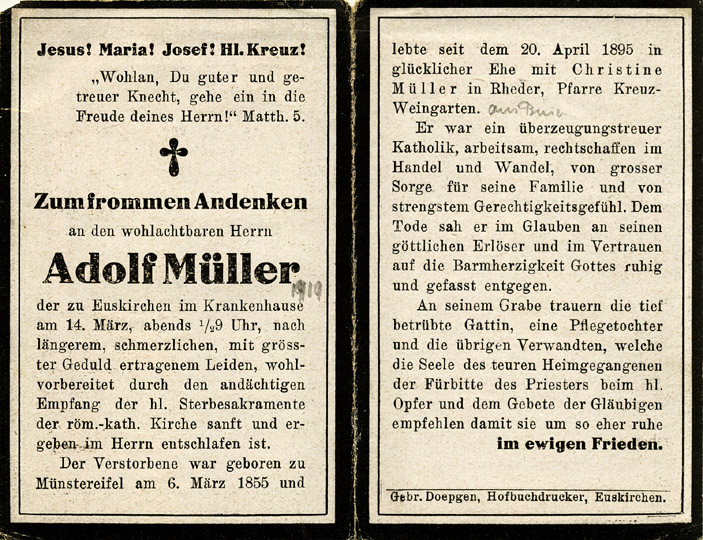 Jesus! Maria! Josef! Hl. Kreuz!
„Wohlan, Du guter und ge-
treuer Knecht, gehe ein in die
Freude deines Herrn!“ Matth. 5.
Zum frommen Andenken
an den wohlachtbaren Herrn
Adolf Müller
1919
der zu Euskirchen im Krankenhause
am 14. März, abends ½9 Uhr, nach
längerem, schmerzlichen, mit gröss-
ter Geduld ertragenem Leiden, wohl-
vorbereitet durch den andächtigen
Empfang der hl. Sterbesakramente
der röm.-kath. Kirche sanft und er-
geben im Herrn entschlafen ist.
Der Verstorbene war geboren zu
Münstereifel am 6. März 1855 und
lebte seit dem 20. April 1895 in
glücklicher Ehe mit Christine
Müller in Rheder, Pfarre Kreuz-
Weingarten. aus
Er war ein überzeugungstreuer
Katholik, arbeitsam, rechtschaffen im
Handel und Wandel, von grosser
Sorge für seine Familie und von
strengstem Gerechtigkeitsgefühl. Dem
Tode sah er im Glauben an seinen
göttlichen Erlöser und im Vertrauen
auf die Barmherzigkeit Gottes ruhig
und gefasst entgegen.
An seinem Grabe trauern die tief
betrübte Gattin, eine Pflegetochter
und die übrigen Verwandten, welche
die Seele des teuren Heimgegangenen
der Fürbitte des Priesters beim hl.
Opfer und dem Gebete der Gläubigen
empfehlen damit sie um so eher ruhe
im ewigen Frieden.
Gebr. Doepgen, Hofbuchdrucker, Euskirchen.